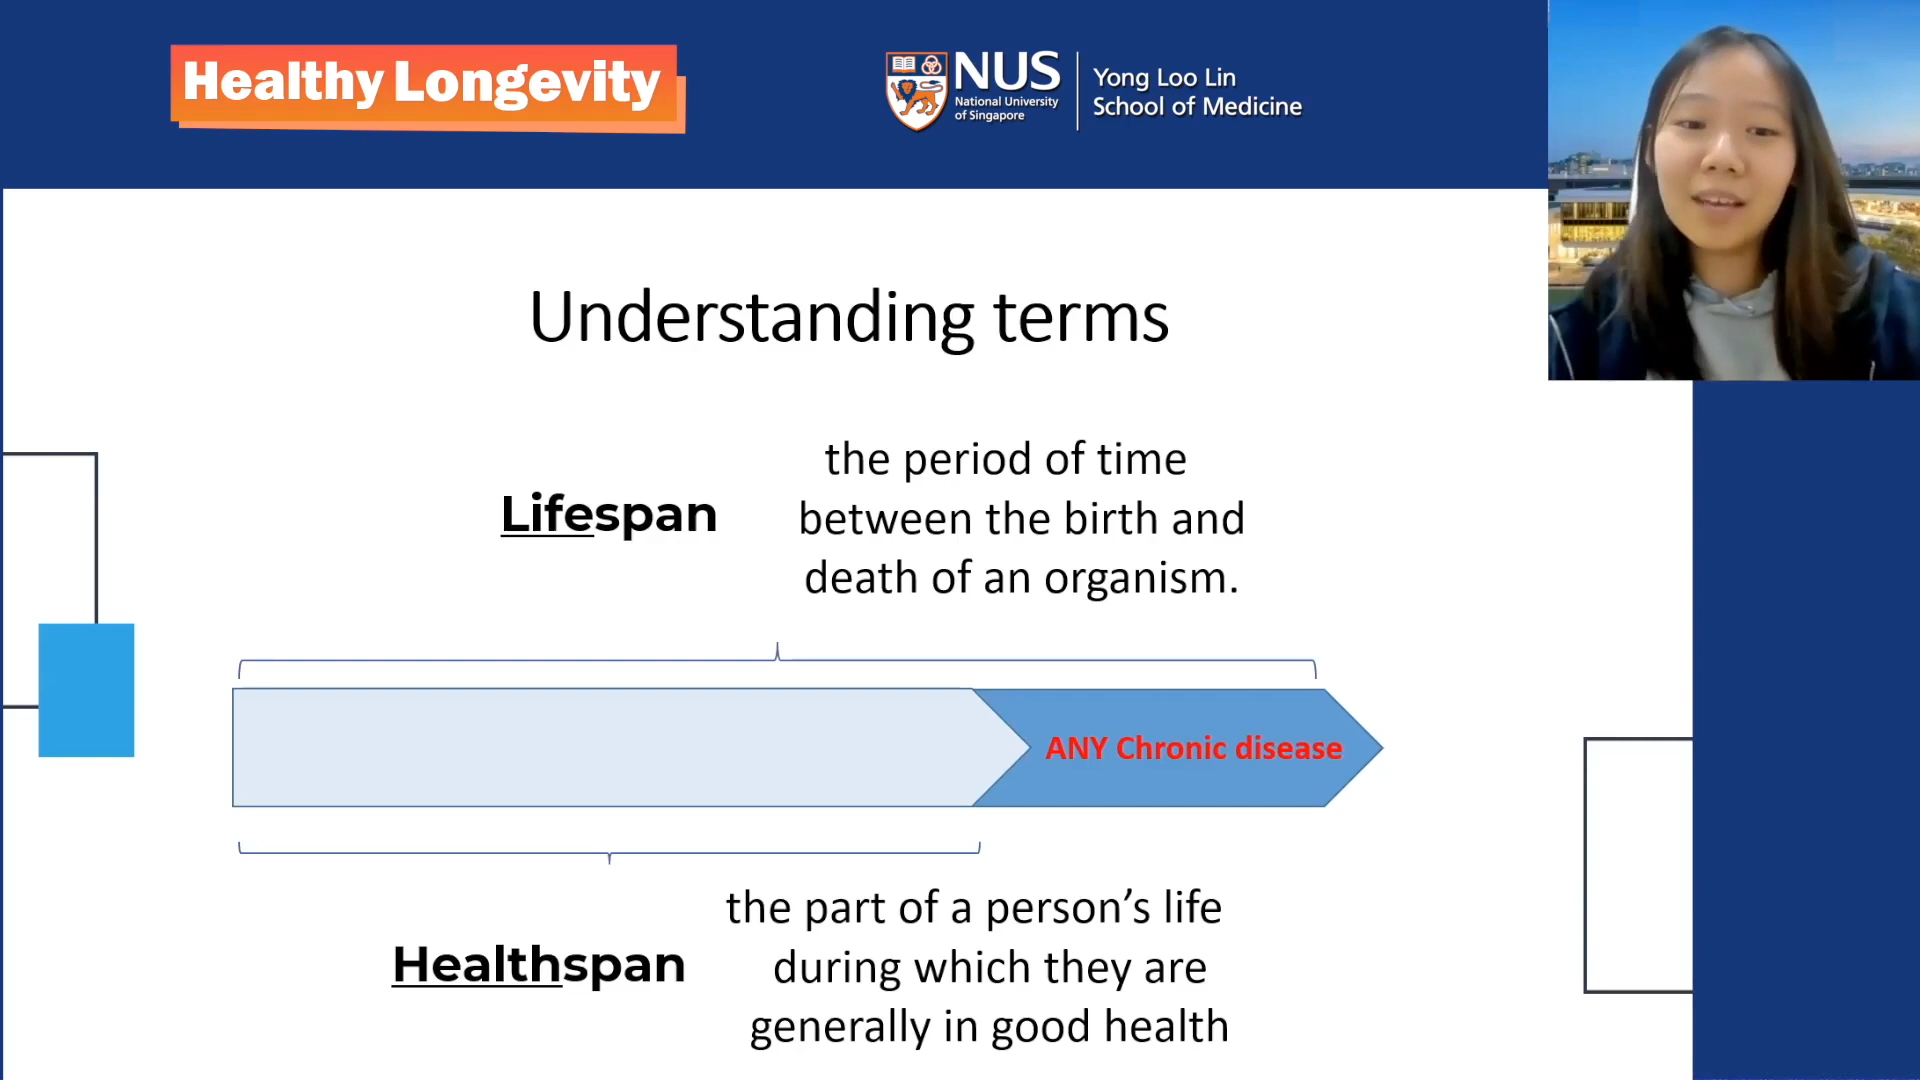 Healthy Longevity
NUS
National University
of Singapore
Yong Loo Lin
School of Medicine
Understanding terms
Lifespan
the period of time
between the birth and
death of an organism.
ANY Chronic disease
Healthspan
the part of a person’s life
during which they are
generally in good health